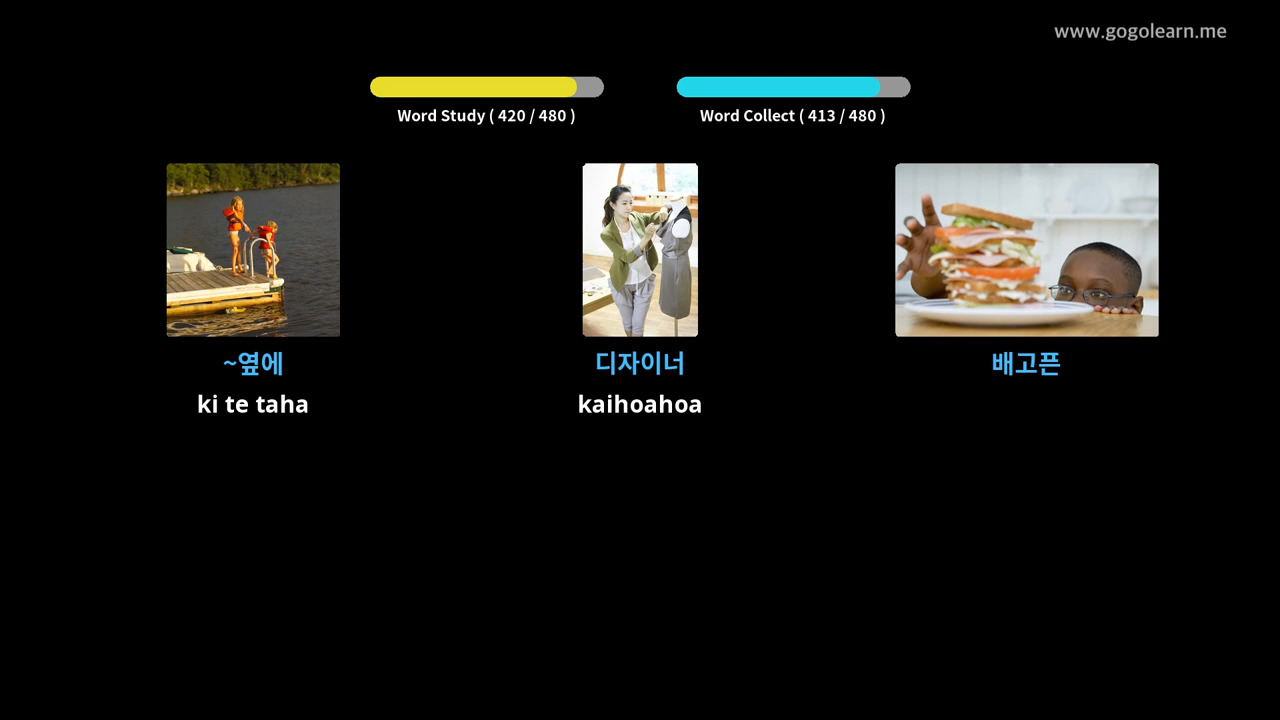 www.gogolearn.me
Word Study ( 420 / 480 )
Word Collect ( 413 / 480 )
~옆에
디자이너
배고픈
ki te taha
kaihoahoa